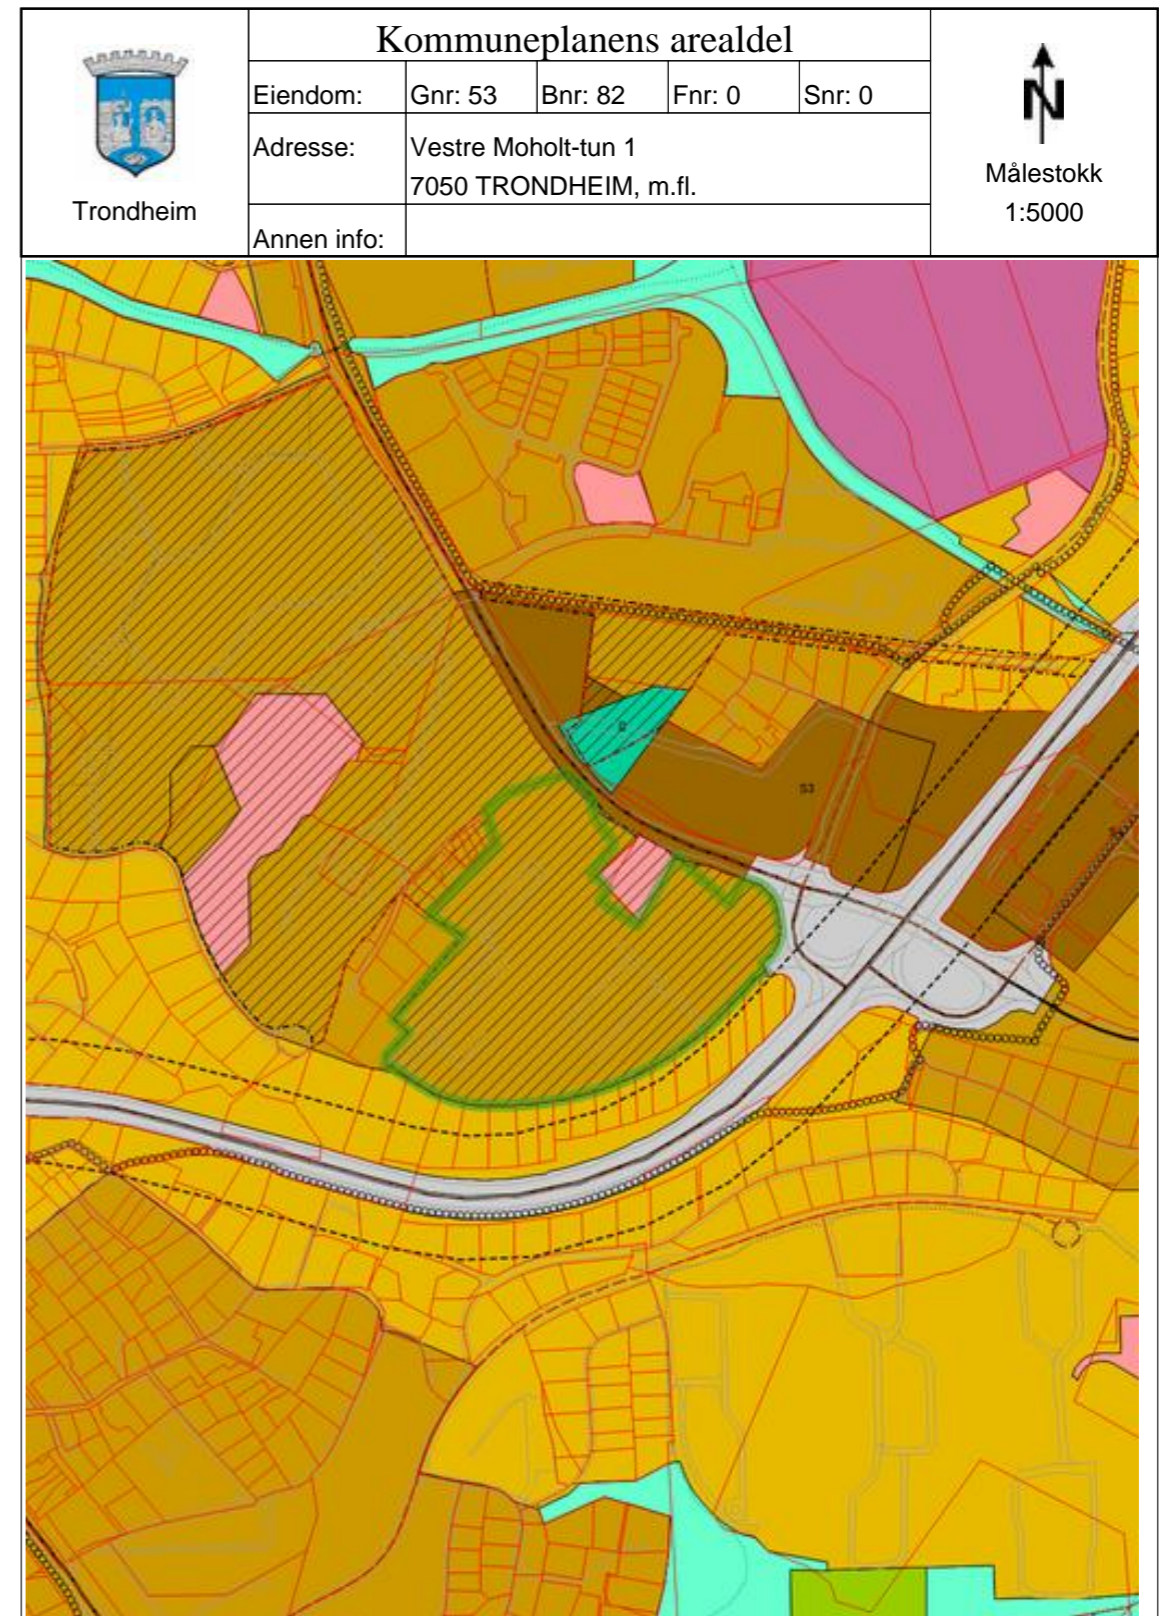 Kommuneplanens arealdel
Eiendom: Gnr: 53 Bnr: 82 Fnr: 0 Snr: 0
Adresse: Vestre Moholt-tun 1
7050 TRONDHEIM, m.fl.
Annen info:
Trondheim
N
Målestokk
1:5000
S3